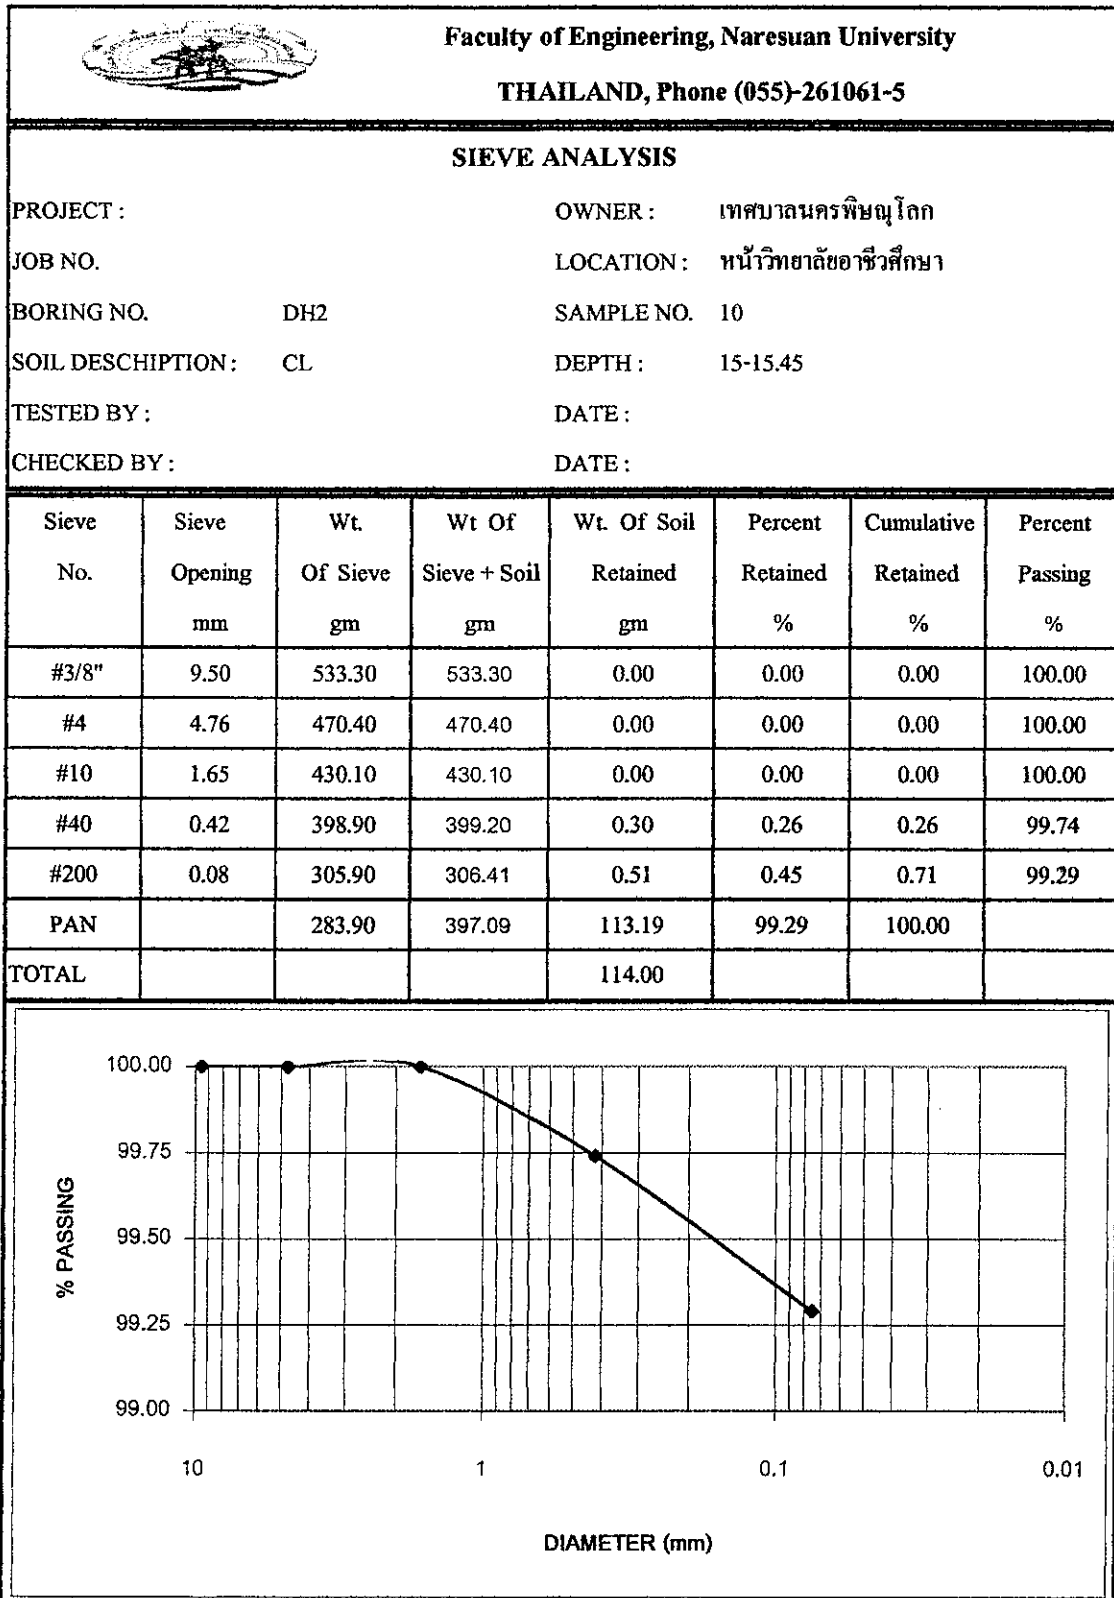 Faculty of Engineering, Naresuan University
THAILAND, Phone (055)-261061-5
SIEVE ANALYSIS
PROJECT : OWNER : เทศบาลนครพิษณุโลก
JOB NO. LOCATION : หน้าวิทยาลัยอาชีวศึกษา
BORING NO. DH2 SAMPLE NO. 10
SOIL DESCHIPTION : CL DEPTH : 15-15.45
TESTED BY : DATE :
CHECKED BY : DATE :
Sieve Sieve Wt. Wt Of Wt. Of Soil Percent Cumulative Percent
No. Opening Of Sieve Sieve + Soil Retained Retained Retained Passing
mm gm gm gm % % %
#3/8" 9.50 533.30 533.30 0.00 0.00 0.00 100.00
#4 4.76 470.40 470.40 0.00 0.00 0.00 100.00
#10 1.65 430.10 430.10 0.00 0.00 0.00 100.00
#40 0.42 398.90 399.20 0.30 0.26 0.26 99.74
#200 0.08 305.90 306.41 0.51 0.45 0.71 99.29
PAN 283.90 397.09 113.19 99.29 100.00
TOTAL 114.00
100.00
99.75
99.50
99.25
99.00
% PASSING
10 1 0.1 0.01
DIAMETER (mm)